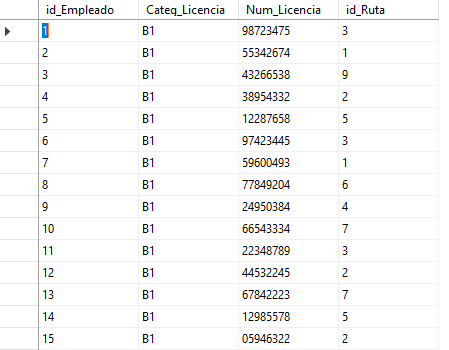 id_Empleado Cateq_Licencia Num_Licencia id_Ruta
1 B1 98723475 3
2 B1 55342674 1
3 B1 43266538 9
4 B1 38954332 2
5 B1 12287658 5
6 B1 97423445 3
7 B1 59600493 1
8 B1 77849204 6
9 B1 24950384 4
10 B1 66543334 7
11 B1 22348789 3
12 B1 44532245 2
13 B1 67842223 7
14 B1 12985578 5
15 B1 05946322 2